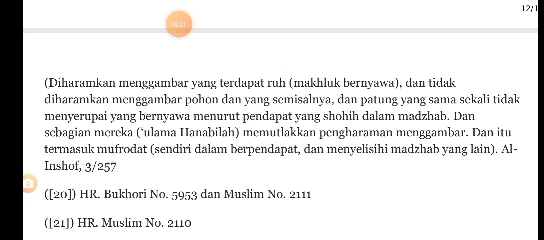 12/1
(Diharamkan menggambar yang terdapat ruh (makhluk bernyawa), dan tidak
diharamkan menggambar pohon dan yang semisalnya, dan patung yang sama sekali tidak
menyerupai yang bernyawa menurut pendapat yang shohih dalam madzhab. Dan
sebagian mereka ('ulama Hanabilah) memutlakkan pengharaman menggambar. Dan itu
termasuk mufrodat (sendiri dalam berpendapat, dan menyelisihi madzhab yang lain). Al-
Inshof, 3/257
([20]) HR. Bukhori No. 5953 dan Muslim No. 2111
([21]) HR. Muslim No. 2110